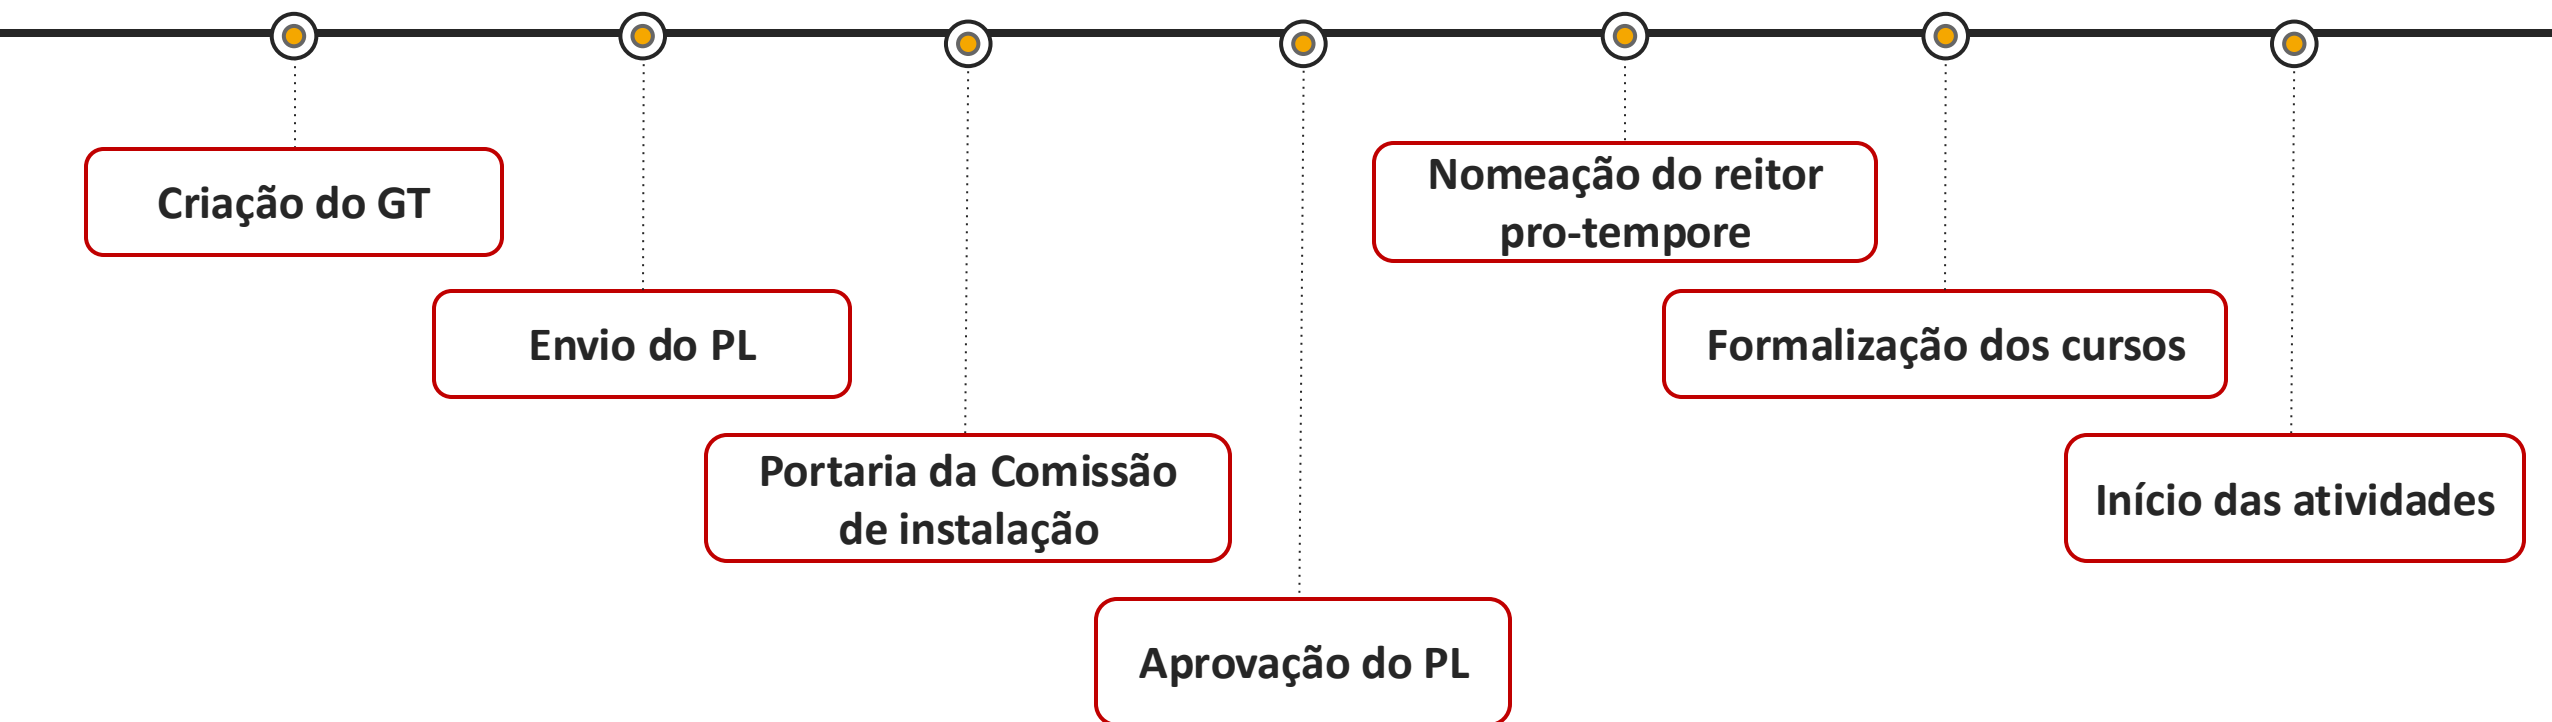 Criação do GT
Envio do PL
Portaria da Comissão
de instalação
Aprovação do PL
Nomeação do reitor
pro-tempore
Formalização dos cursos
Início das atividades